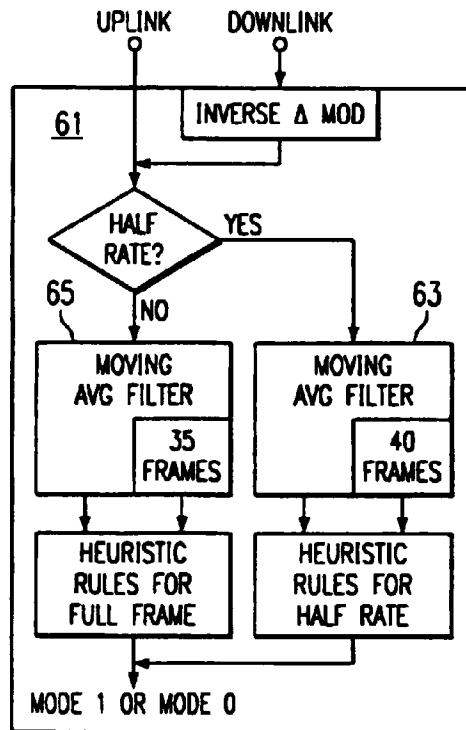 UPLINK
DOWNLINK
61
INVERSE Δ MOD
HALF
RATE?
YES
NO
65
63
MOVING
AVG FILTER
35
FRAMES
MOVING
AVG FILTER
40
FRAMES
HEURISTIC
RULES FOR
FULL FRAME
HEURISTIC
RULES FOR
HALF RATE
MODE 1 OR MODE 0